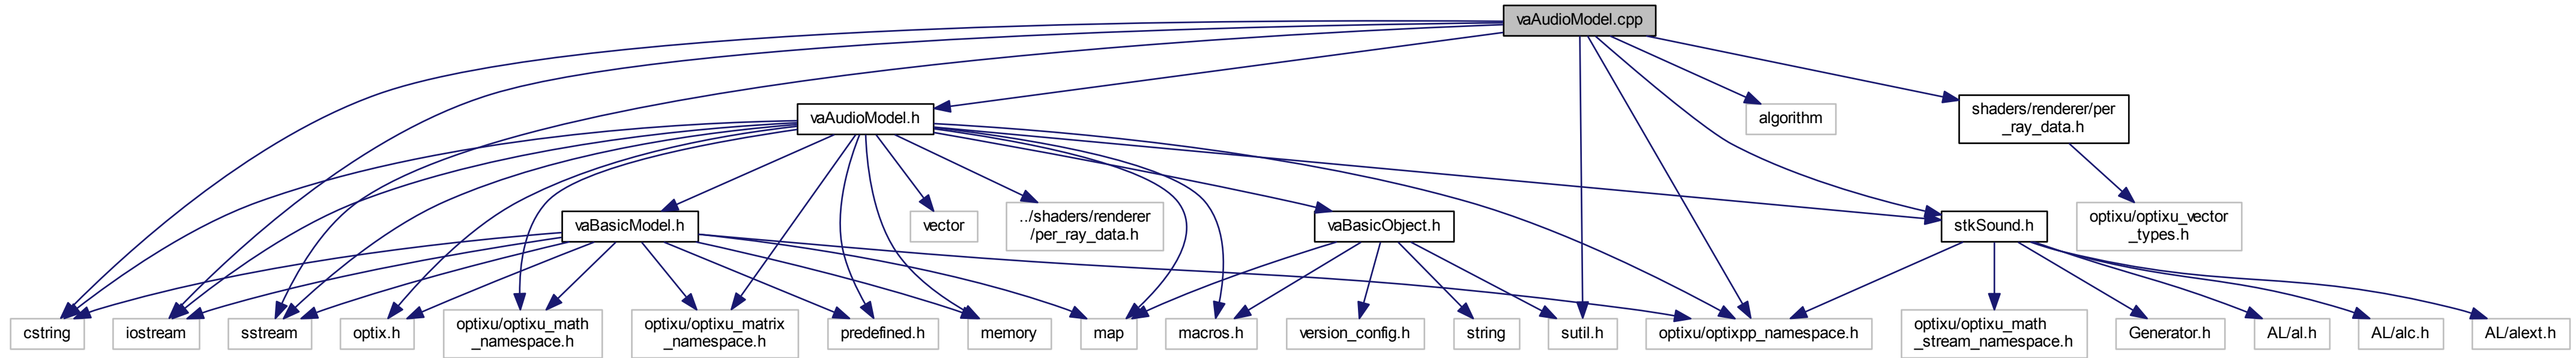 vaAudioModel.cpp
vaAudioModel.h
algorithm
shaders/renderer/per
_ray_data.h
vaBasicModel.h
vector
../shaders/renderer
/per_ray_data.h
vaBasicObject.h
stkSound.h
optixu/optixu_vector
_types.h
cstring
iostream
sstream
optix.h
optixu/optixu_math
_namespace.h
optixu/optixu_matrix
_namespace.h
predefined.h
memory
map
macros.h
version_config.h
string
sutil.h
optixu/optixpp_namespace.h
optixu/optixu_math
_stream_namespace.h
Generator.h
AL/al.h
AL/alc.h
AL/alext.h